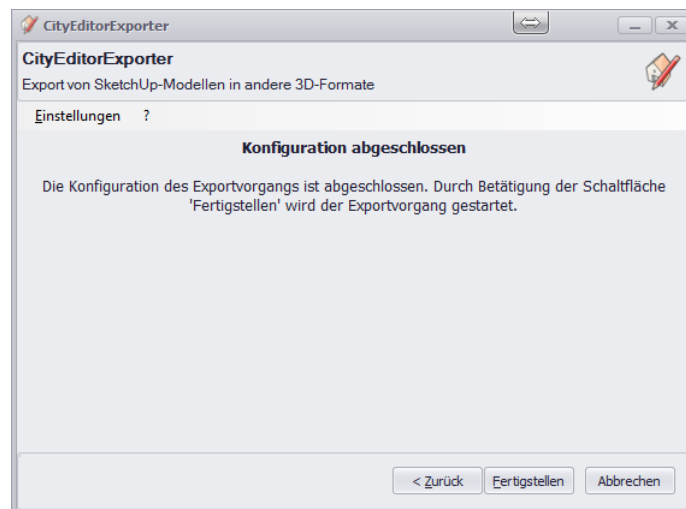 CityEditorExporter
CityEditorExporter
Export von SketchUp-Modellen in andere 3D-Formate
Einstellungen ?
Konfiguration abgeschlossen
Die Konfiguration des Exportvorgangs ist abgeschlossen. Durch Betätigung der Schaltfläche
'Fertigstellen' wird der Exportvorgang gestartet.
< Zurück Fertigstellen Abbrechen